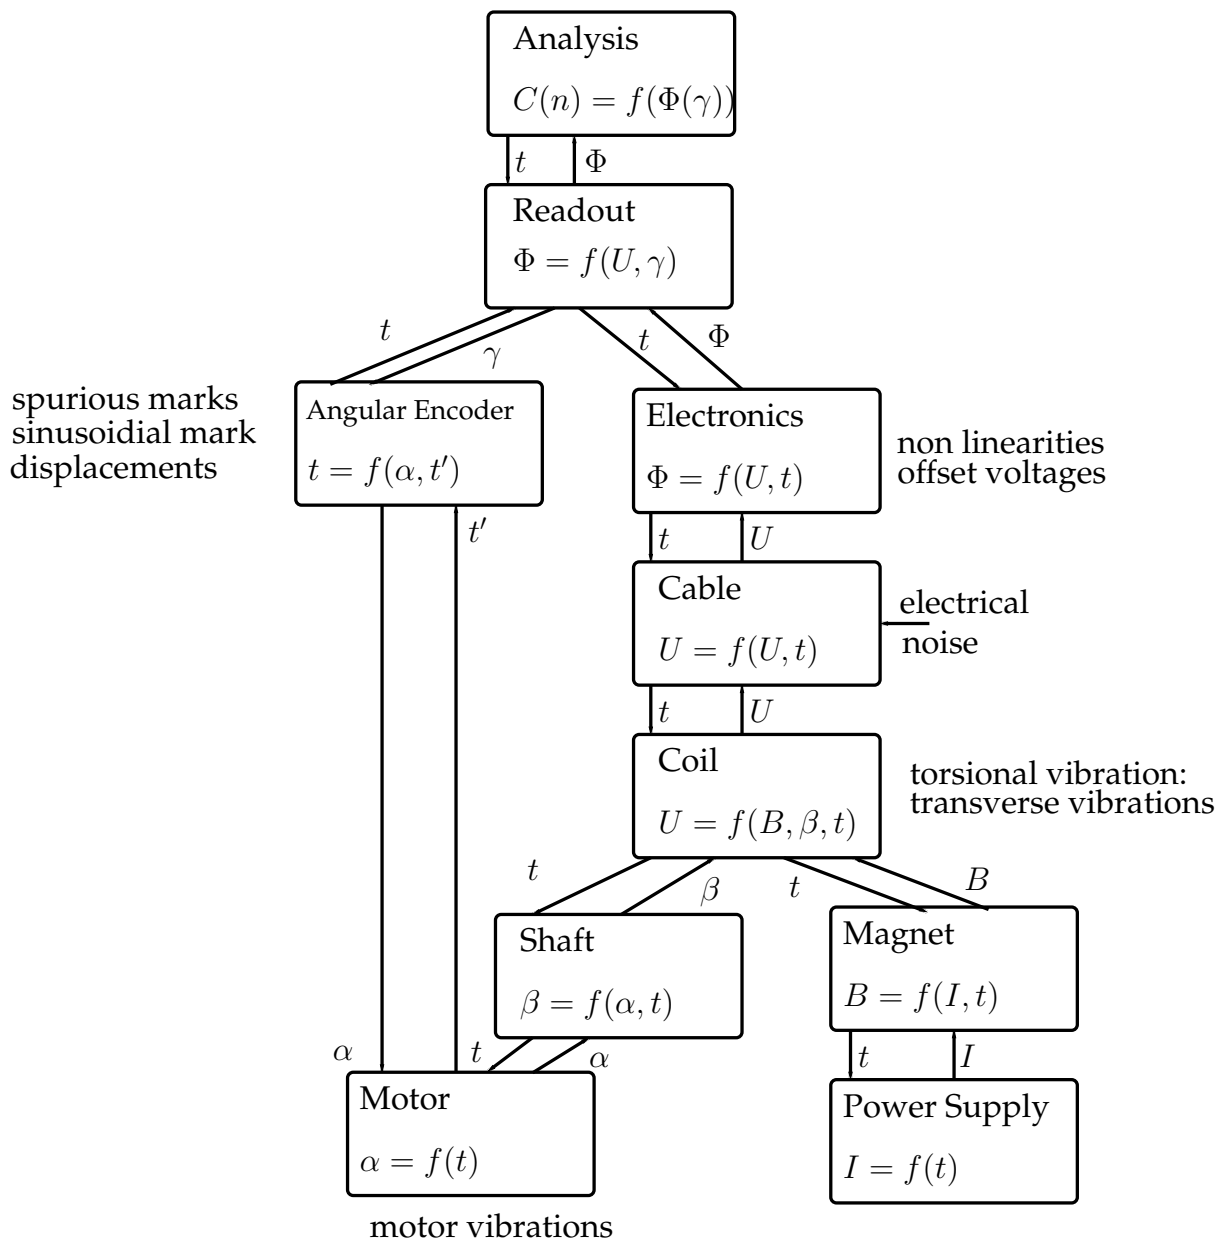 Analysis
C(n) = f(Φ(γ))
t
Φ
Readout
Φ = f(U, γ)
t
γ
t
Φ
spurious marks
sinusoidial mark
displacements
Angular Encoder
t = f(α, t′)
Electronics
Φ = f(U, t)
non linearities
offset voltages
t′
t
U
Cable
U = f(U, t)
electrical
noise
t
U
Coil
U = f(B, β, t)
torsional vibration:
transverse vibrations
t
β
t
B
Shaft
β = f(α, t)
Magnet
B = f(I, t)
α
t
α
t
I
Motor
α = f(t)
Power Supply
I = f(t)
motor vibrations